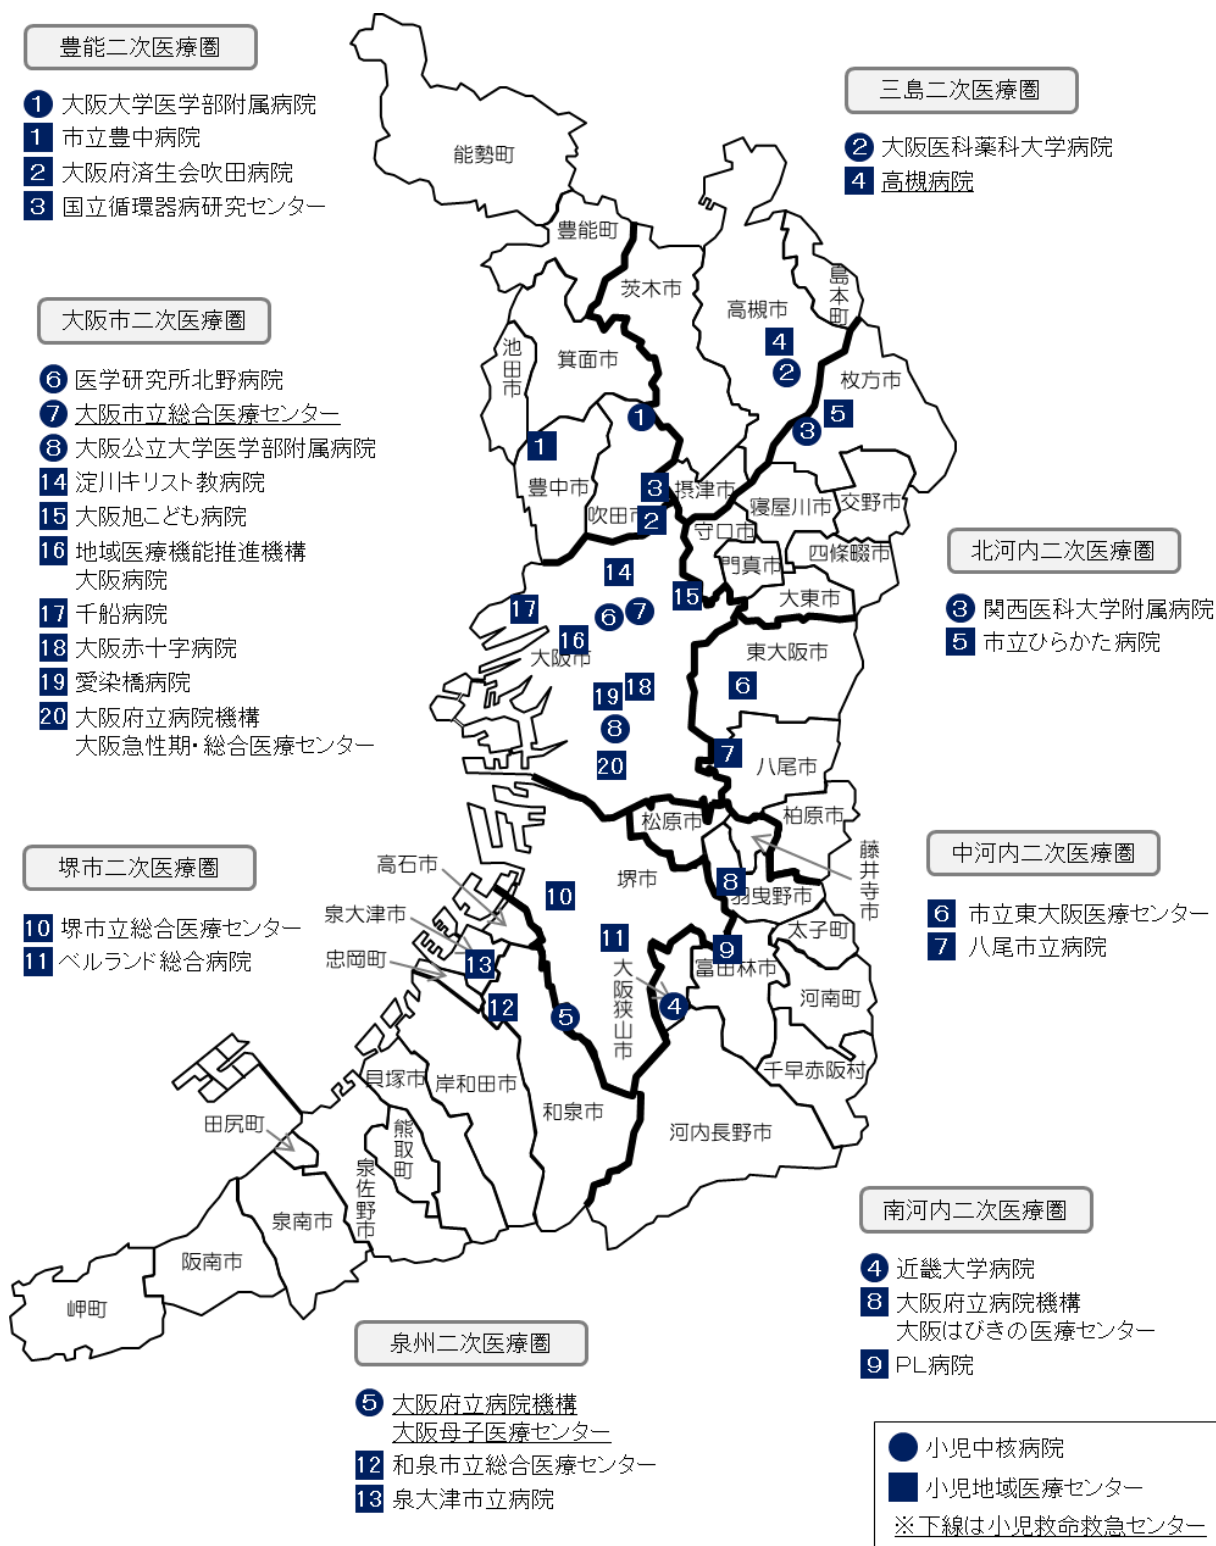 豊能二次医療圏
1 大阪大学医学部附属病院
1 市立豊中病院
2 大阪府済生会吹田病院
3 国立循環器病研究センター
三島二次医療圏
2 大阪医科薬科大学病院
4 高槻病院
大阪市二次医療圏
6 医学研究所北野病院
7 大阪市立総合医療センター
8 大阪公立大学医学部附属病院
14 淀川キリスト教病院
15 大阪旭こども病院
16 地域医療機能推進機構
大阪病院
17 千船病院
18 大阪赤十字病院
19 愛染橋病院
20 大阪府立病院機構
大阪急性期・総合医療センター
北河内二次医療圏
3 関西医科大学附属病院
5 市立ひらかた病院
堺市二次医療圏
10 堺市立総合医療センター
11 ベルランド総合病院
中河内二次医療圏
6 市立東大阪医療センター
7 八尾市立病院
南河内二次医療圏
4 近畿大学病院
8 大阪府立病院機構
大阪はびきの医療センター
9 PL病院
泉州二次医療圏
5 大阪府立病院機構
大阪母子医療センター
12 和泉市立総合医療センター
13 泉大津市立病院
小児中核病院
小児地域医療センター
※下線は小児救命救急センター
能勢町
豊能町
茨木市
高槻市
島本町
池田市
箕面市
4
2
枚方市
5
3
1
1
豊中市
吹田市
3
2
摂津市
守口市
寝屋川市
交野市
門真市
四條畷市
大東市
14
15
17
6
7
16
大阪市
東大阪市
6
18
19
8
20
7
八尾市
松原市
柏原市
藤井寺市
高石市
堺市
10
8
羽曳野市
泉大津市
11
9
太子町
忠岡町
13
富田林市
大阪狭山市
河南町
12
5
4
貝塚市
岸和田市
和泉市
千早赤阪村
田尻町
熊取町
河内長野市
泉佐野市
泉南市
阪南市
岬町